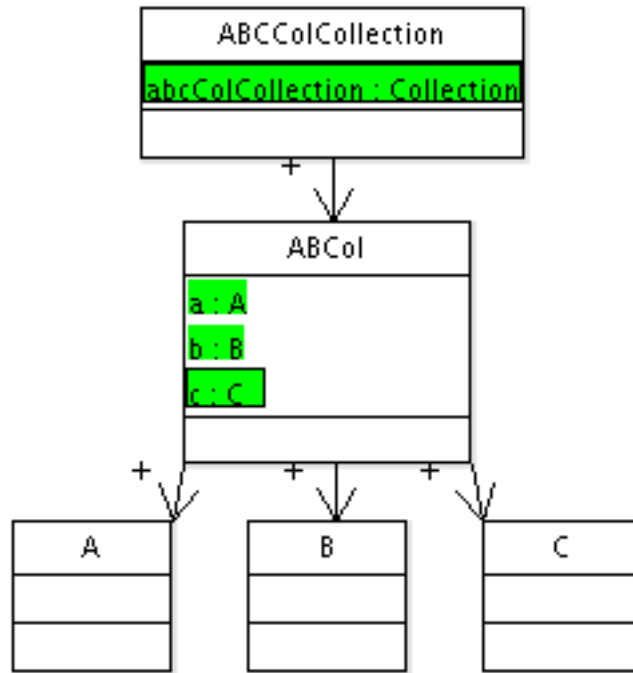 ABCColCollection
abcColCollection : Collection
+
ABCol
a : A
b : B
c : C
+ + +
A B C